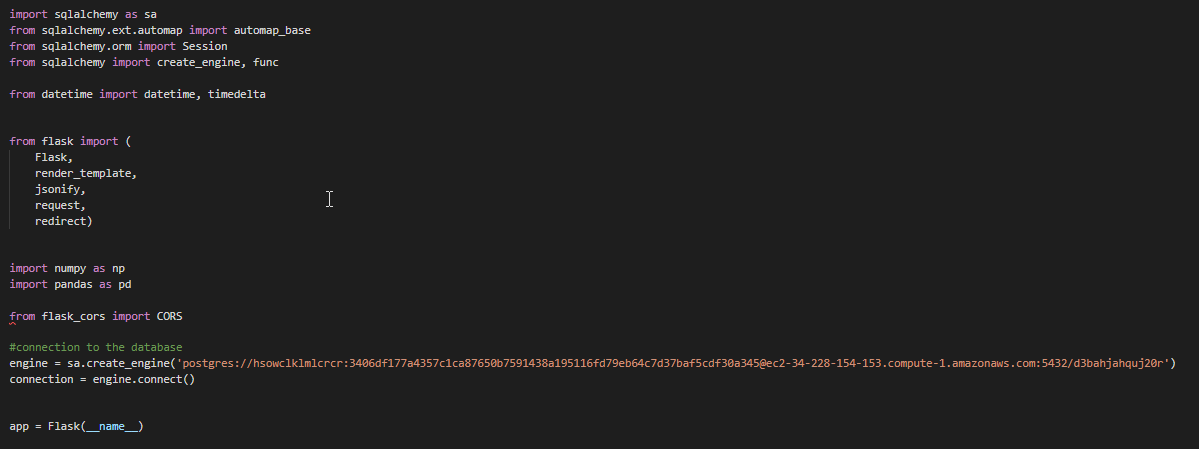 import sqlalchemy as sa
from sqlalchemy.ext.automap import automap_base
from sqlalchemy.orm import Session
from sqlalchemy import create_engine, func
from datetime import datetime, timedelta
from flask import (
Flask,
render_template,
jsonify,
request,
redirect)
import numpy as np
import pandas as pd
from flask_cors import CORS
#connection to the database
engine = sa.create_engine('postgres://hsowclklmlcrcr:3406df177a4357c1ca87650b7591438a195116fd79eb64c7d37baf5cdf30a345@ec2-34-228-154-153.compute-1.amazonaws.com:5432/d3bahjahquj20r')
connection = engine.connect()
app = Flask(__name__)